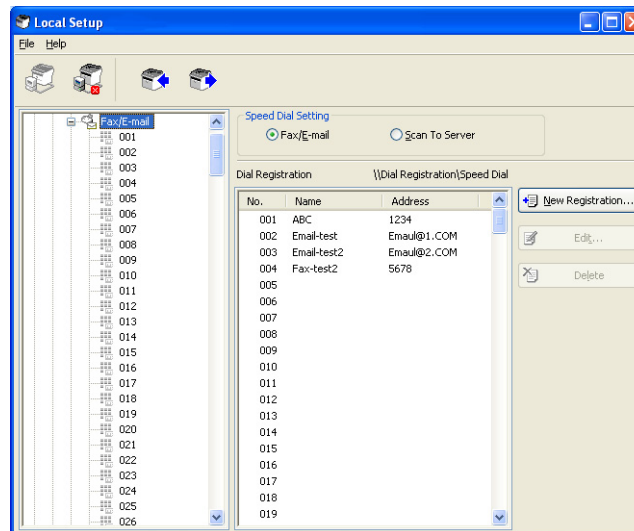 Local Setup
File Help
Speed Dial Setting
Fax/E-mail Scan To Server
Dial Registration \\Dial Registration\Speed Dial
Fax/E-mail
001
002
003
004
005
006
007
008
009
010
011
012
013
014
015
016
017
018
019
020
021
022
023
024
025
026
No. Name Address
001 ABC 1234
002 Email-test Emaul@1.COM
003 Email-test2 Emaul@2.COM
004 Fax-test2 5678
005
006
007
008
009
010
011
012
013
014
015
016
017
018
019
New Registration...
Edit...
Delete